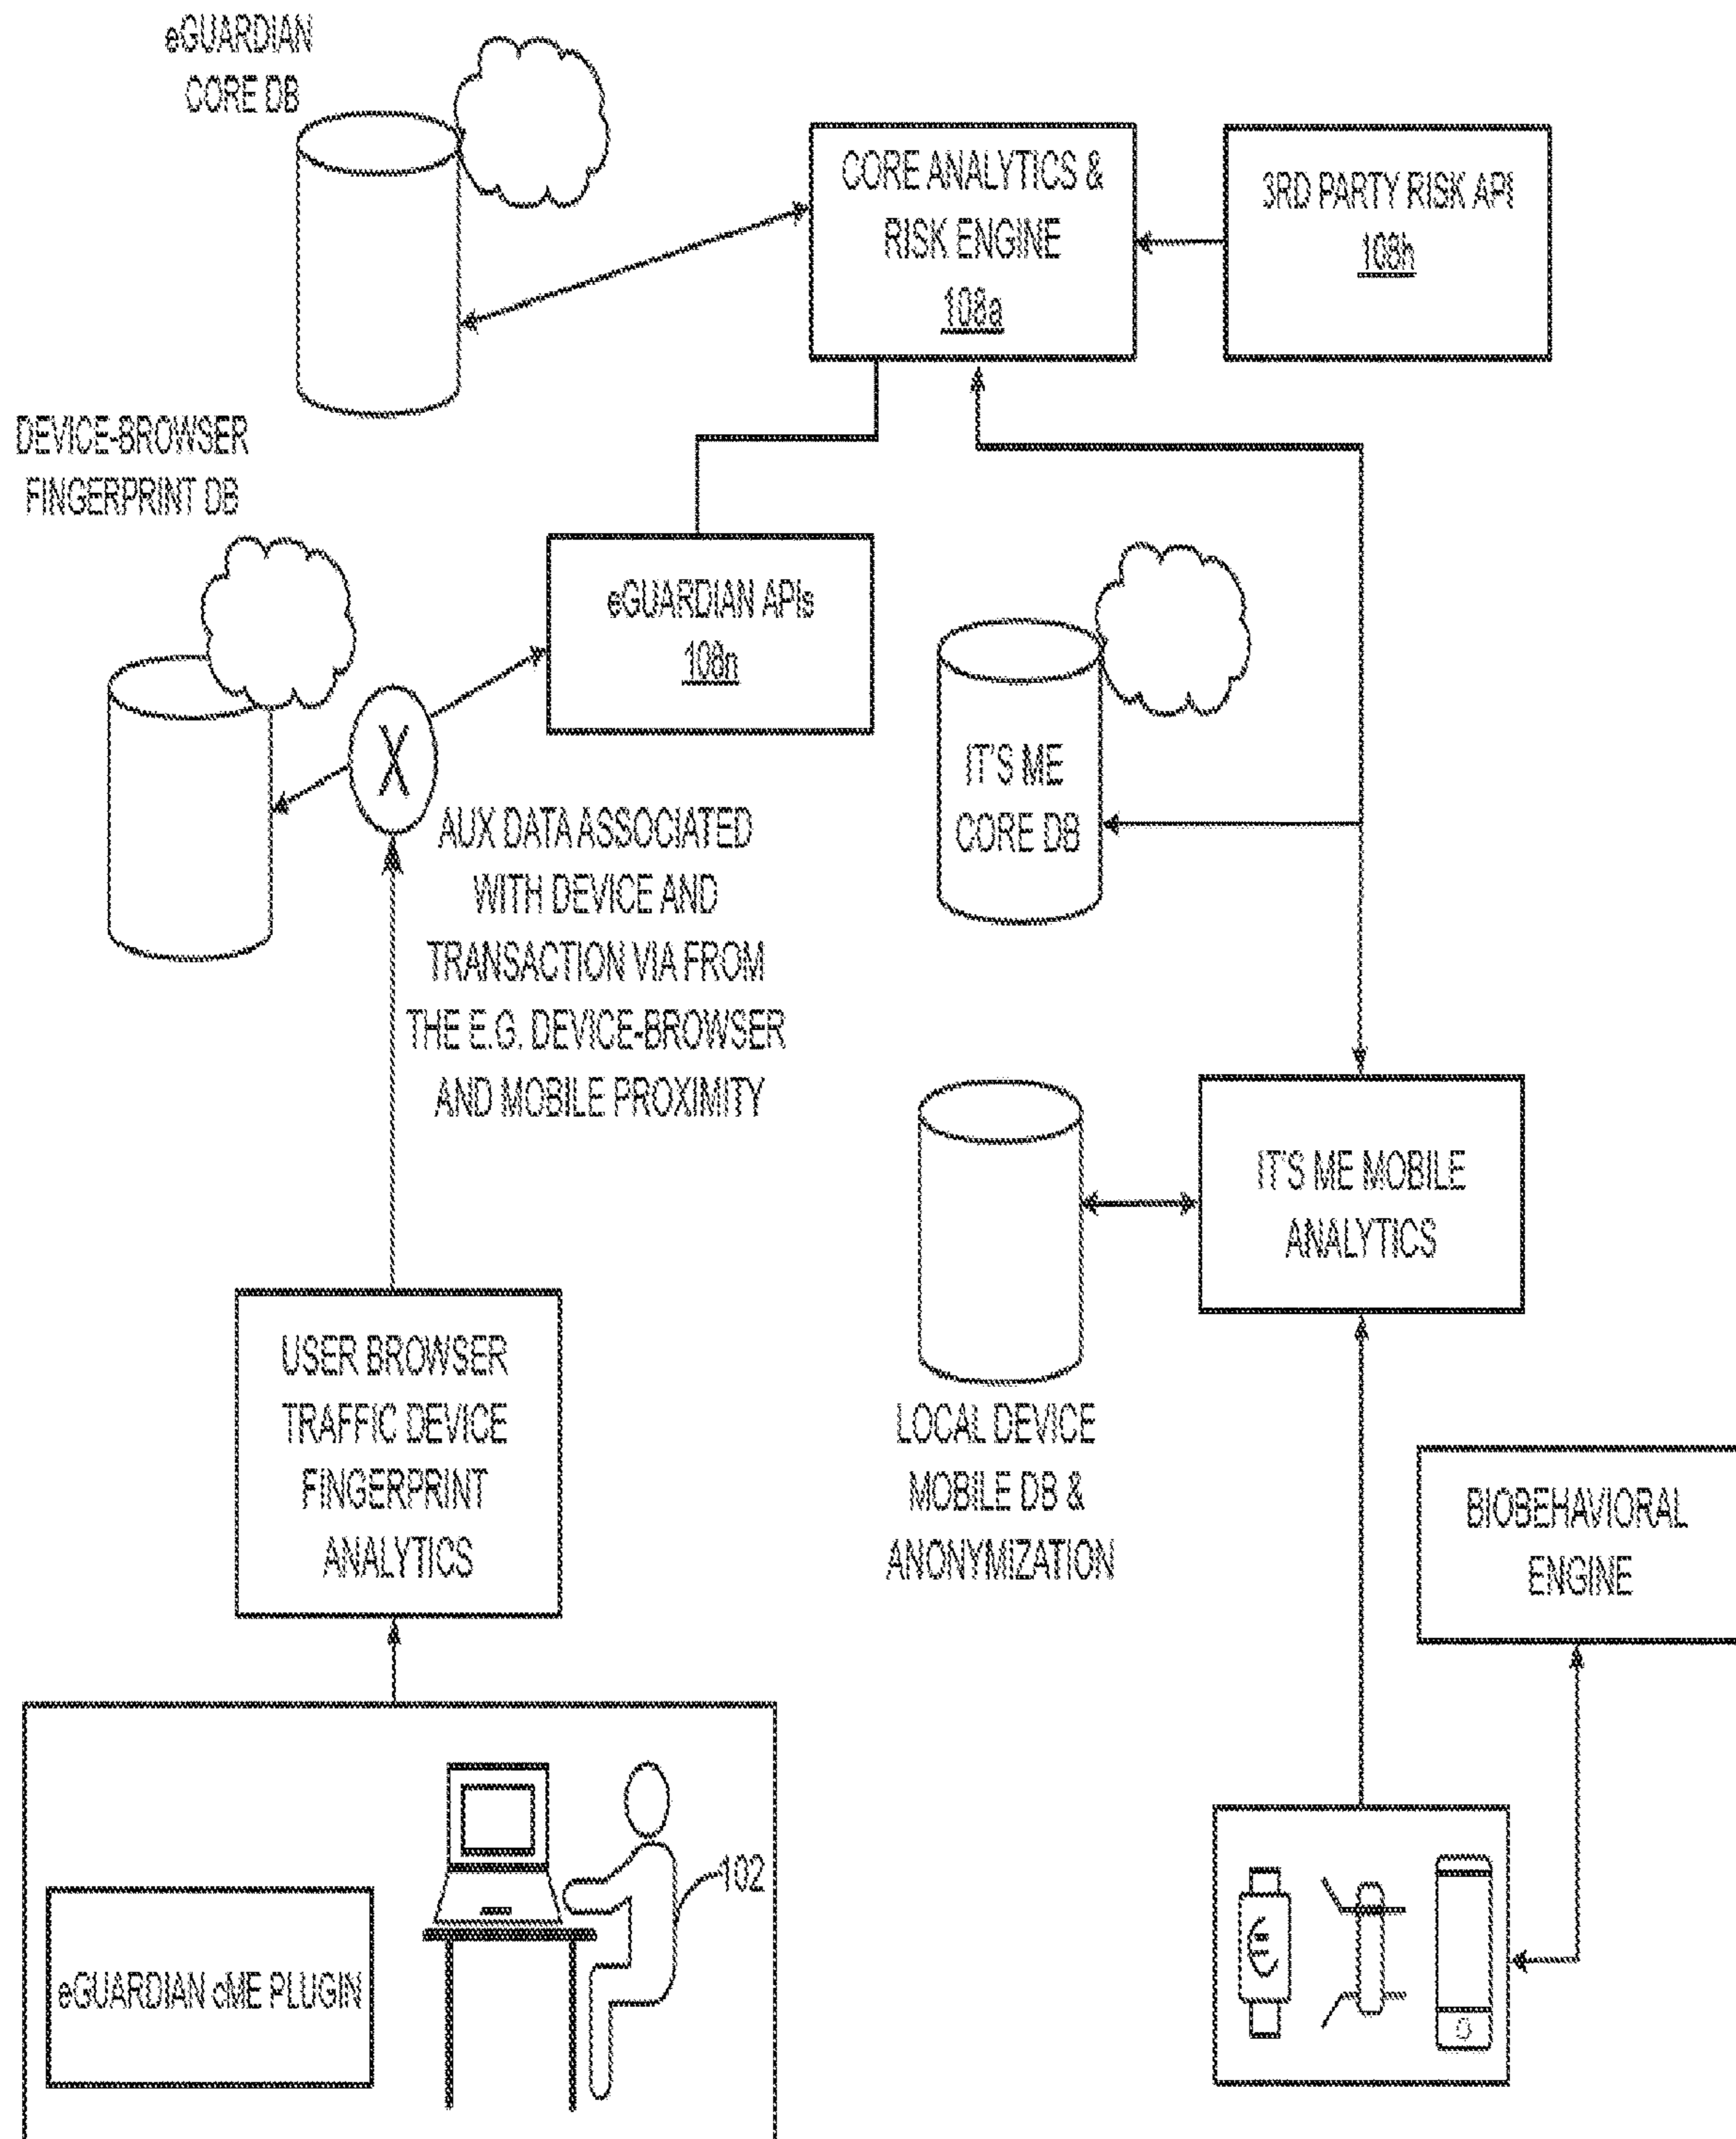 eGUARDIAN
CORE DB
CORE ANALYTICS &
RISK ENGINE
108a
3RD PARTY RISK API
108h
DEVICE-BROWSER
FINGERPRINT DB
eGUARDIAN APIs
108n
X
AUX DATA ASSOCIATED
WITH DEVICE AND
TRANSACTION VIA FROM
THE E.G. DEVICE-BROWSER
AND MOBILE PROXIMITY
IT'S ME
CORE DB
IT'S ME MOBILE
ANALYTICS
LOCAL DEVICE
MOBILE DB &
ANONYMIZATION
USER BROWSER
TRAFFIC DEVICE
FINGERPRINT
ANALYTICS
BIOBEHAVIORAL
ENGINE
eGUARDIAN cME PLUGIN
102
€